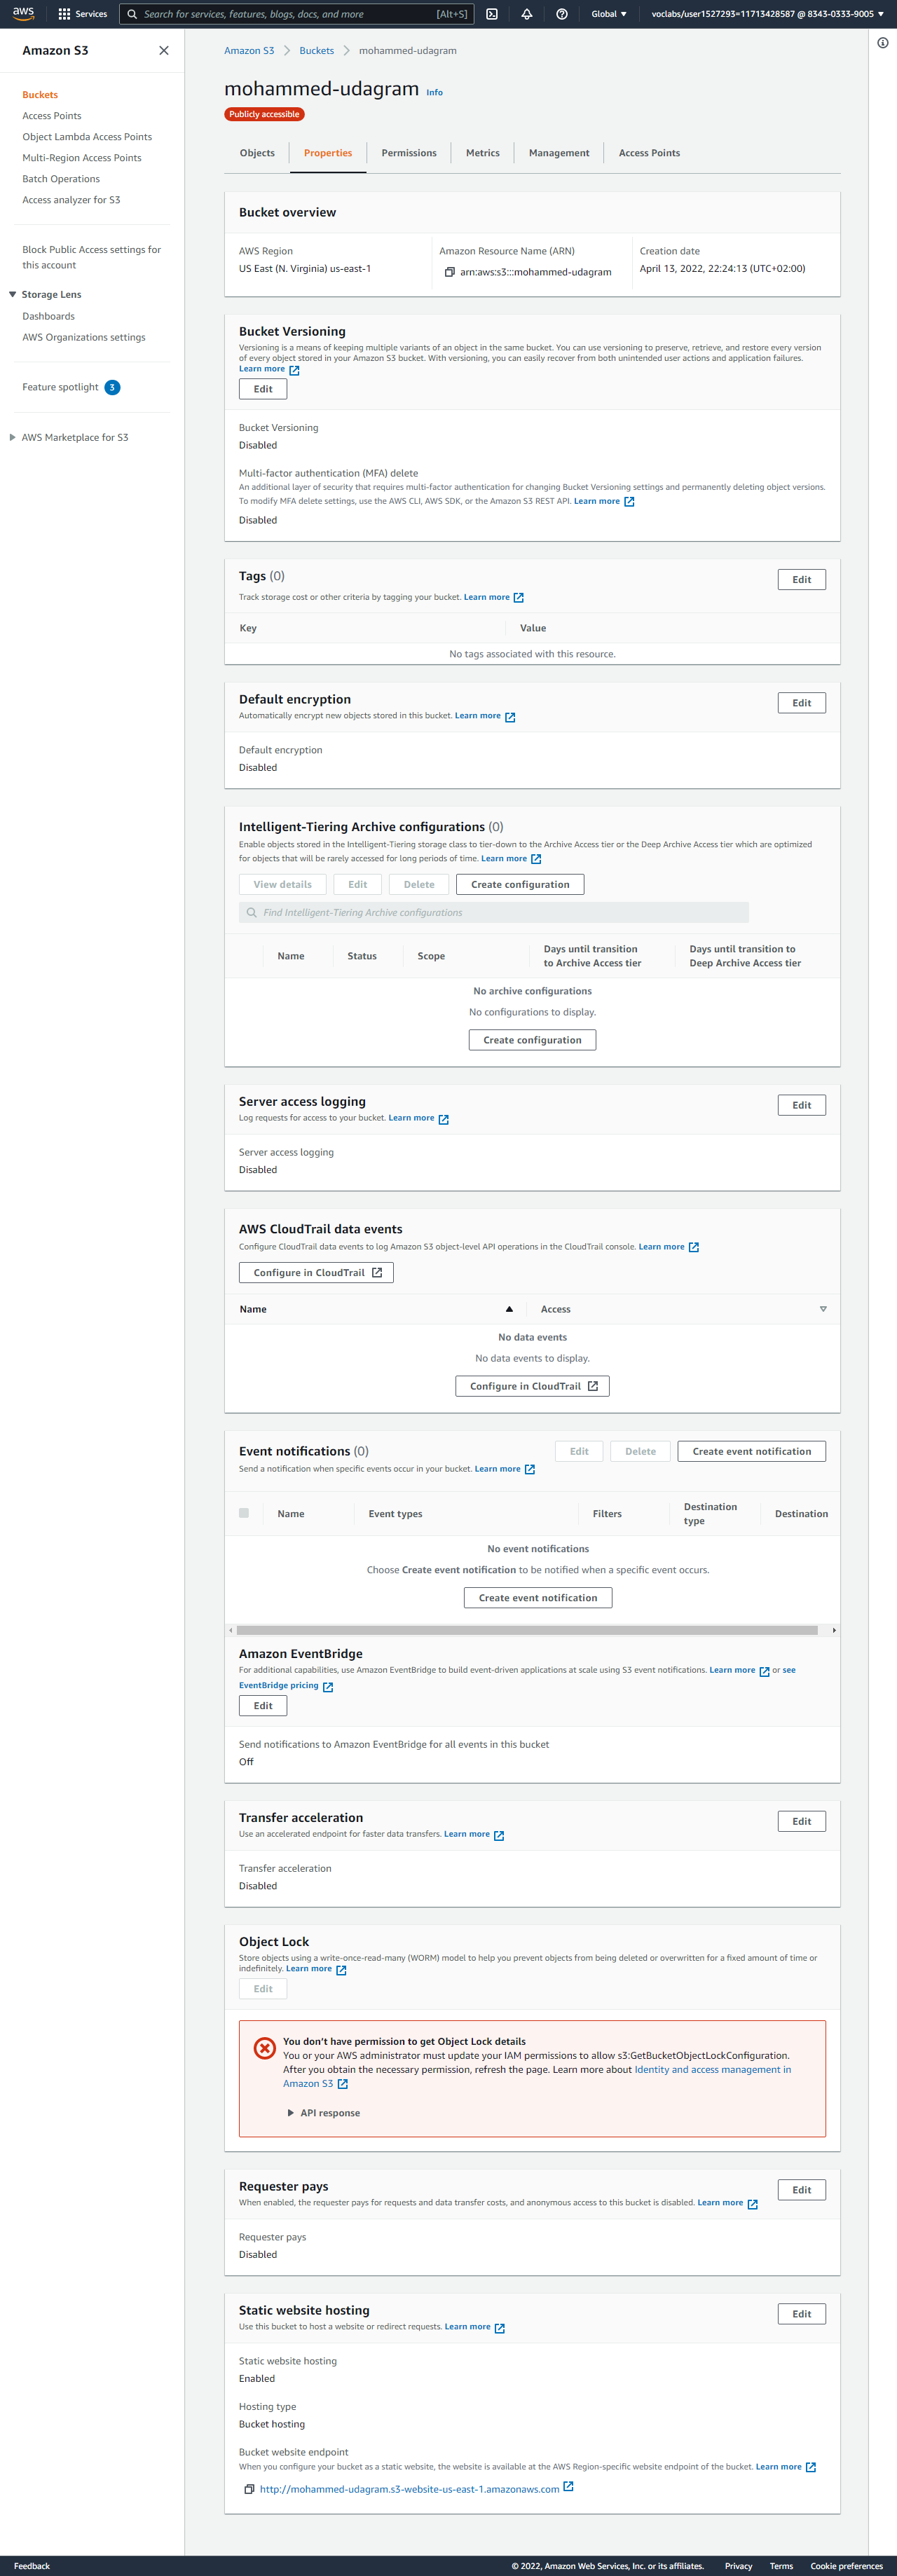 aws
Services
Search for services, features, blogs, docs, and more
[Alt+S]
Global
voclabs/user1527293=11713428587 @ 8343-0333-9005
Amazon S3
Buckets
Access Points
Object Lambda Access Points
Multi-Region Access Points
Batch Operations
Access analyzer for S3
Block Public Access settings for
this account
Storage Lens
Dashboards
AWS Organizations settings
Feature spotlight 3
AWS Marketplace for S3
Amazon S3 > Buckets > mohammed-udagram
mohammed-udagram Info
Publicly accessible
Objects Properties Permissions Metrics Management Access Points
Bucket overview
AWS Region
US East (N. Virginia) us-east-1
Amazon Resource Name (ARN)
arn:aws:s3:::mohammed-udagram
Creation date
April 13, 2022, 22:24:13 (UTC+02:00)
Bucket Versioning
Versioning is a means of keeping multiple variants of an object in the same bucket. You can use versioning to preserve, retrieve, and restore every version
of every object stored in your Amazon S3 bucket. With versioning, you can easily recover from both unintended user actions and application failures.
Learn more
Edit
Bucket Versioning
Disabled
Multi-factor authentication (MFA) delete
An additional layer of security that requires multi-factor authentication for changing Bucket Versioning settings and permanently deleting object versions.
To modify MFA delete settings, use the AWS CLI, AWS SDK, or the Amazon S3 REST API. Learn more
Disabled
Tags (0)
Edit
Track storage cost or other criteria by tagging your bucket. Learn more
Key Value
No tags associated with this resource.
Default encryption
Edit
Automatically encrypt new objects stored in this bucket. Learn more
Default encryption
Disabled
Intelligent-Tiering Archive configurations (0)
Enable objects stored in the Intelligent-Tiering storage class to tier-down to the Archive Access tier or the Deep Archive Access tier which are optimized
for objects that will be rarely accessed for long periods of time. Learn more
View details Edit Delete Create configuration
Find Intelligent-Tiering Archive configurations
Name Status Scope
Days until transition
to Archive Access tier
Days until transition to
Deep Archive Access tier
No archive configurations
No configurations to display.
Create configuration
Server access logging
Edit
Log requests for access to your bucket. Learn more
Server access logging
Disabled
AWS CloudTrail data events
Configure CloudTrail data events to log Amazon S3 object-level API operations in the CloudTrail console. Learn more
Configure in CloudTrail
Name Access
No data events
No data events to display.
Configure in CloudTrail
Event notifications (0)
Edit Delete Create event notification
Send a notification when specific events occur in your bucket. Learn more
Name Event types Filters
Destination
type
Destination
No event notifications
Choose Create event notification to be notified when a specific event occurs.
Create event notification
Amazon EventBridge
For additional capabilities, use Amazon EventBridge to build event-driven applications at scale using S3 event notifications. Learn more or see
EventBridge pricing
Edit
Send notifications to Amazon EventBridge for all events in this bucket
Off
Transfer acceleration
Edit
Use an accelerated endpoint for faster data transfers. Learn more
Transfer acceleration
Disabled
Object Lock
Store objects using a write-once-read-many (WORM) model to help you prevent objects from being deleted or overwritten for a fixed amount of time or
indefinitely. Learn more
Edit
You don't have permission to get Object Lock details
You or your AWS administrator must update your IAM permissions to allow s3:GetBucketObjectLockConfiguration.
After you obtain the necessary permission, refresh the page. Learn more about Identity and access management in
Amazon S3
API response
Requester pays
Edit
When enabled, the requester pays for requests and data transfer costs, and anonymous access to this bucket is disabled. Learn more
Requester pays
Disabled
Static website hosting
Edit
Use this bucket to host a website or redirect requests. Learn more
Static website hosting
Enabled
Hosting type
Bucket hosting
Bucket website endpoint
When you configure your bucket as a static website, the website is available at the AWS Region-specific website endpoint of the bucket. Learn more
http://mohammed-udagram.s3-website-us-east-1.amazonaws.com
Feedback
© 2022, Amazon Web Services, Inc. or its affiliates. Privacy Terms Cookie preferences